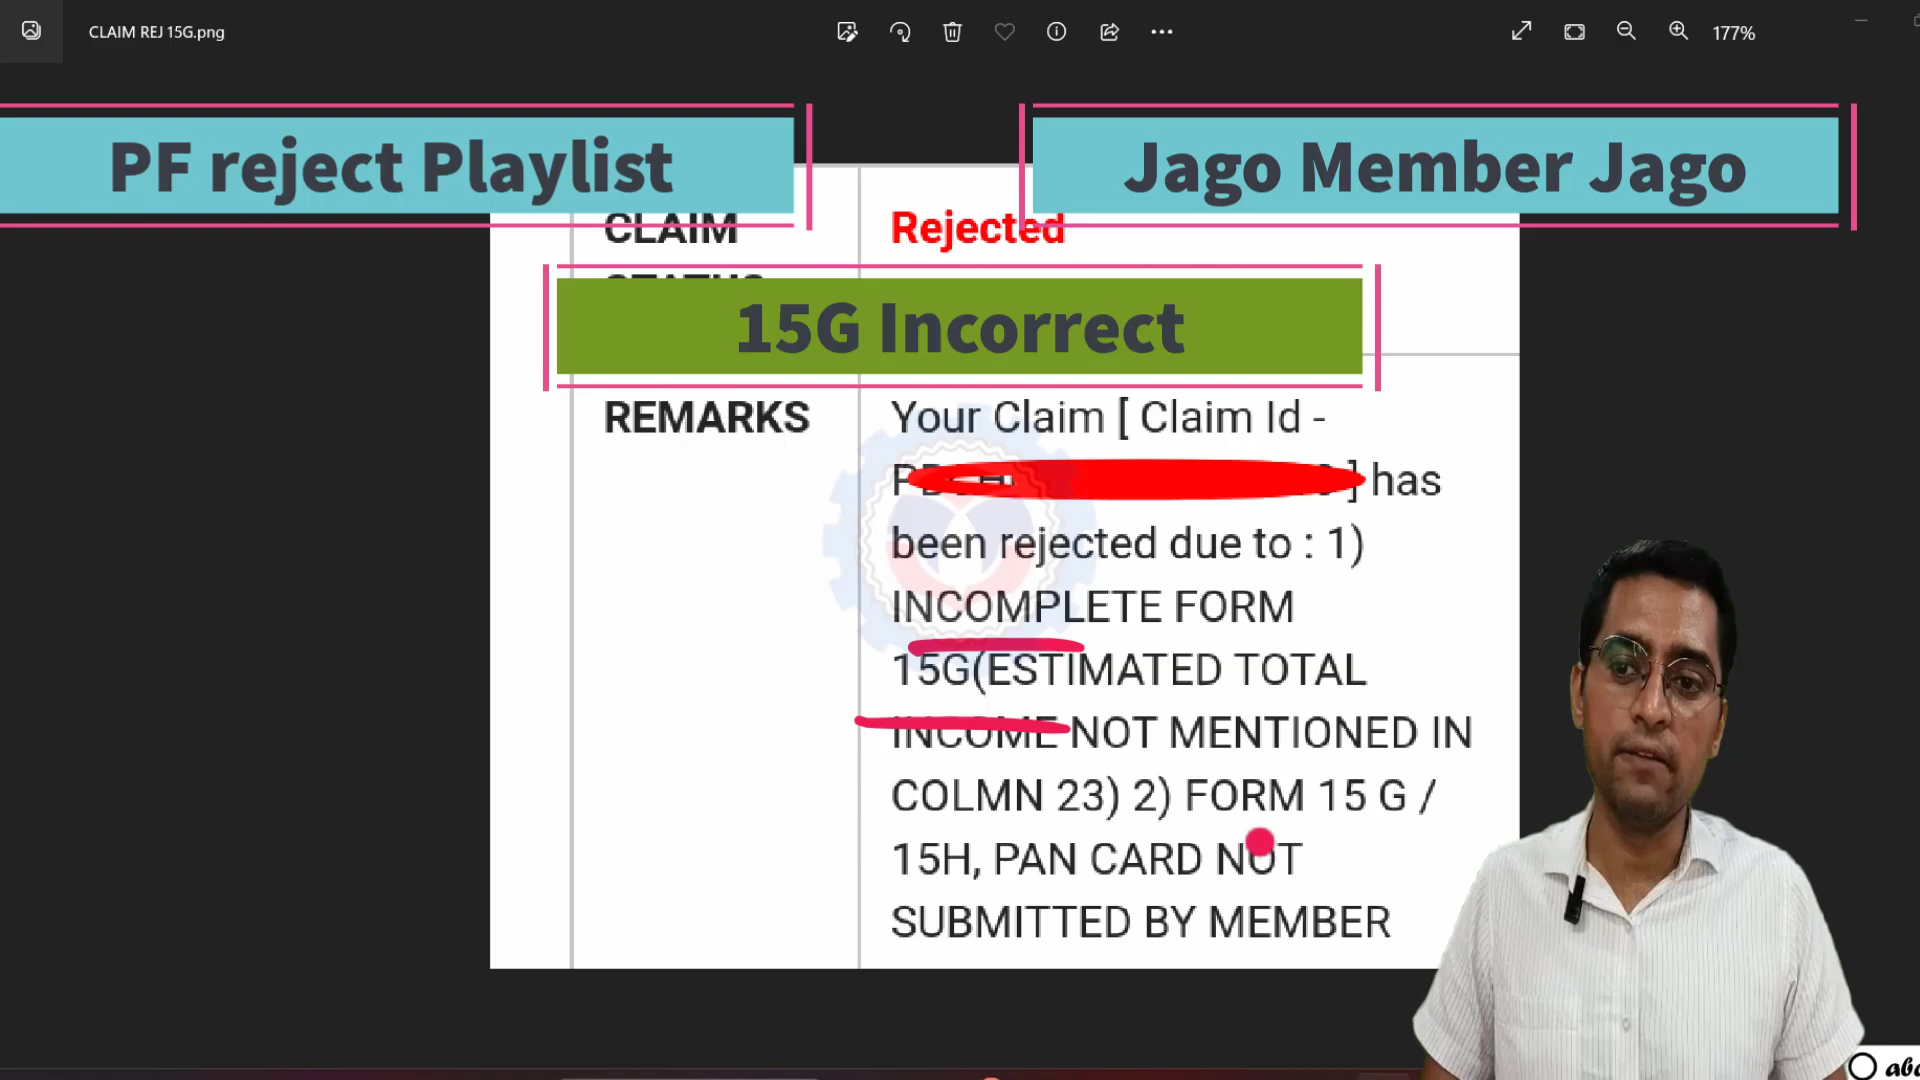 CLAIM REJ 15G.png
177%
PF reject Playlist
Jago Member Jago
CLAIM Rejected
STATUS
15G Incorrect
REMARKS
Your Claim [ Claim Id -
] has
been rejected due to : 1)
INCOMPLETE FORM
15G(ESTIMATED TOTAL
INCOME NOT MENTIONED IN
COLMN 23) 2) FORM 15 G /
15H, PAN CARD NOT
SUBMITTED BY MEMBER